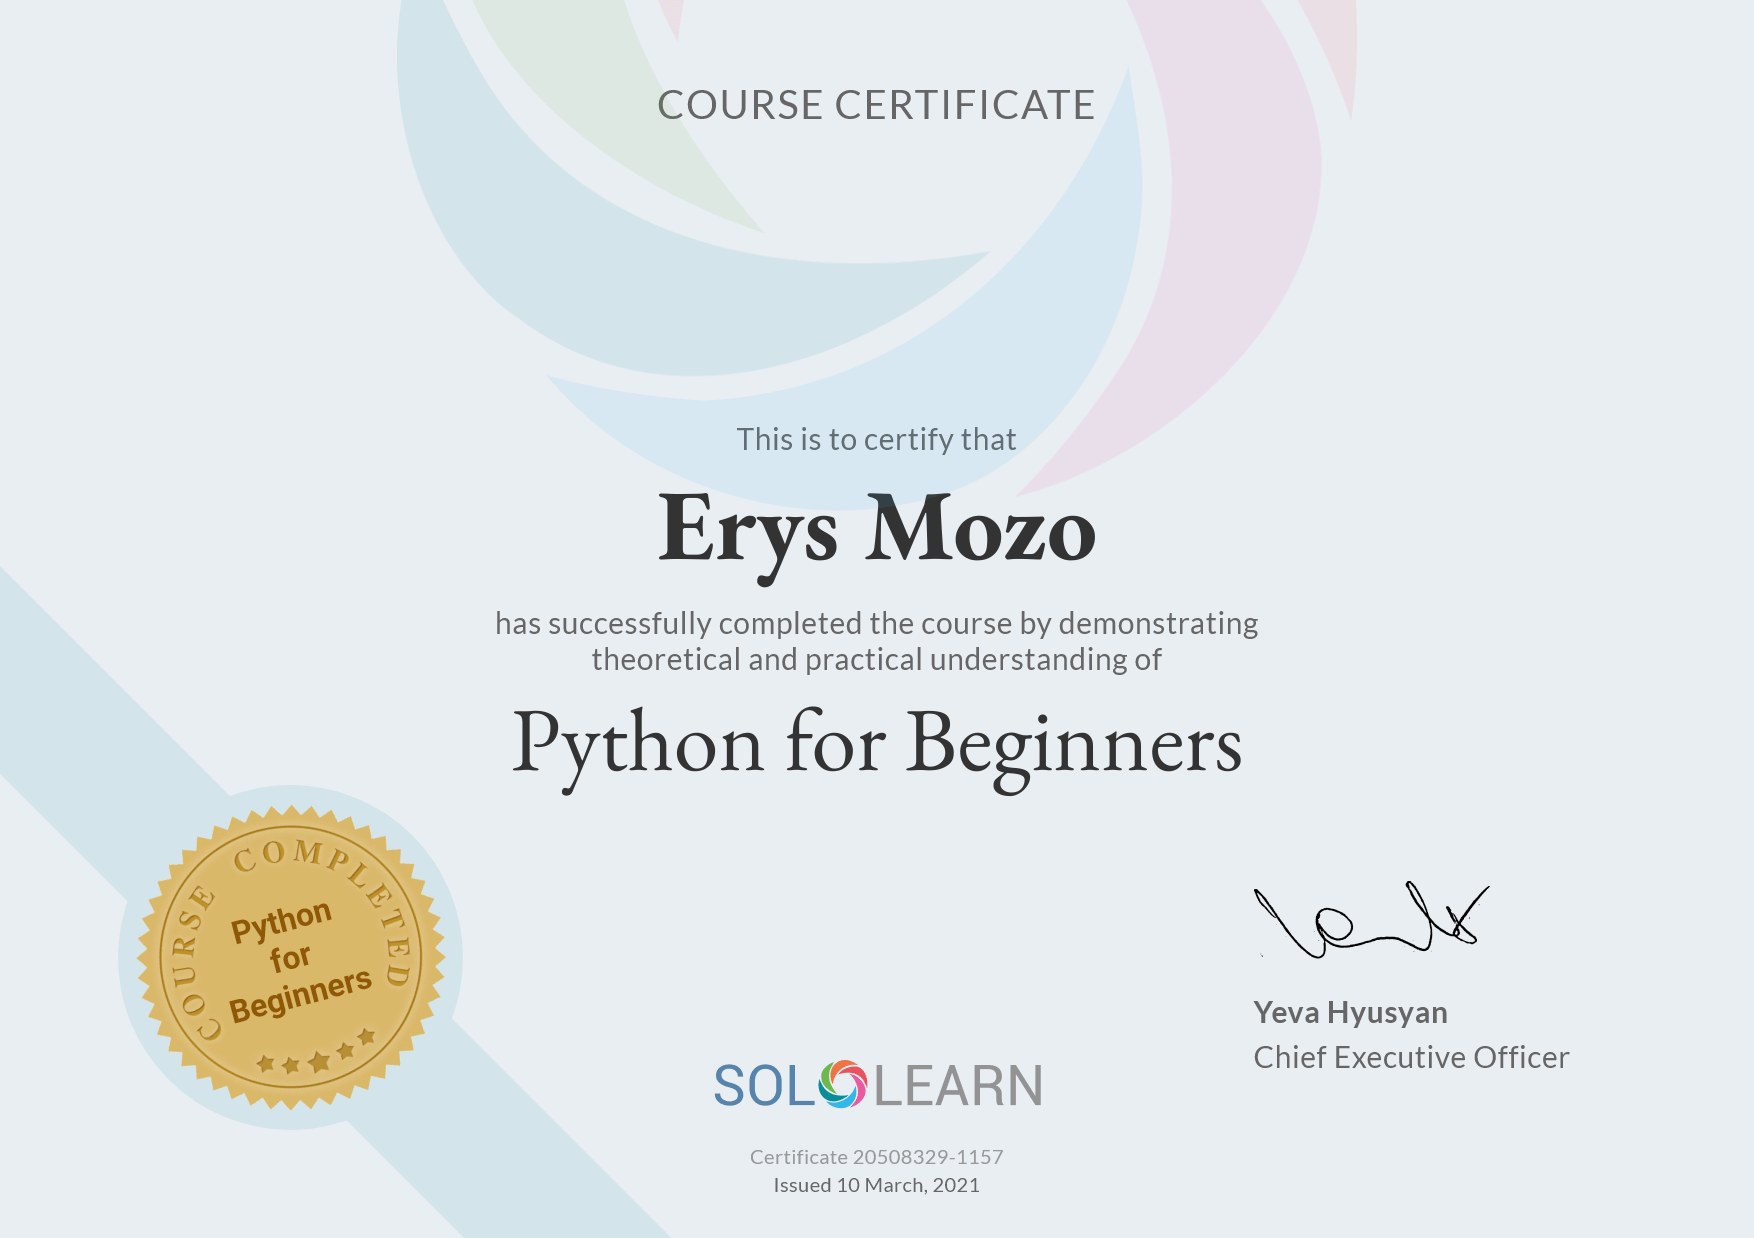 COURSE CERTIFICATE
This is to certify that
Erys Mozo
has successfully completed the course by demonstrating
theoretical and practical understanding of
Python for Beginners
COURSE COMPLETED
Python
for
Beginners
Yeva Hyusyan
Chief Executive Officer
SOLOLEARN
Certificate 20508329-1157
Issued 10 March, 2021